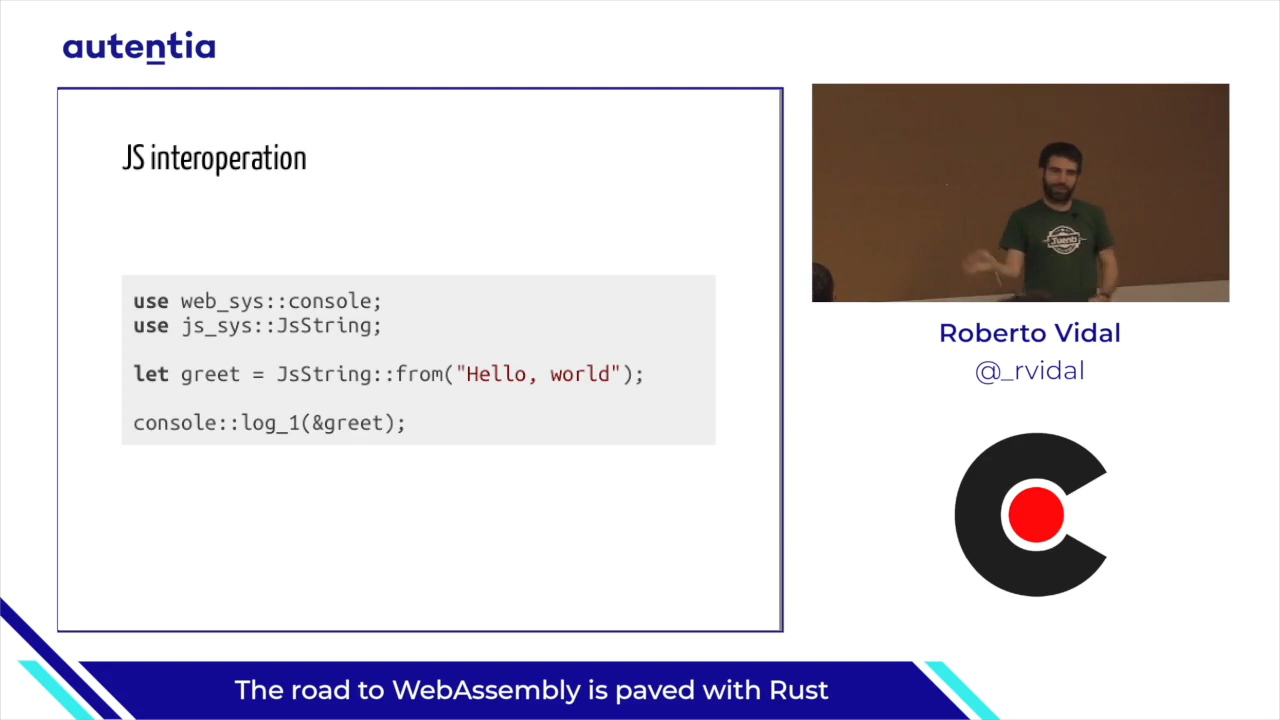 autentia
JS interoperation
use web_sys::console;
use js_sys::JsString;
let greet = JsString::from("Hello, world");
console::log_1(&greet);
Tuenti
Roberto Vidal
@_rvidal
The road to WebAssembly is paved with Rust